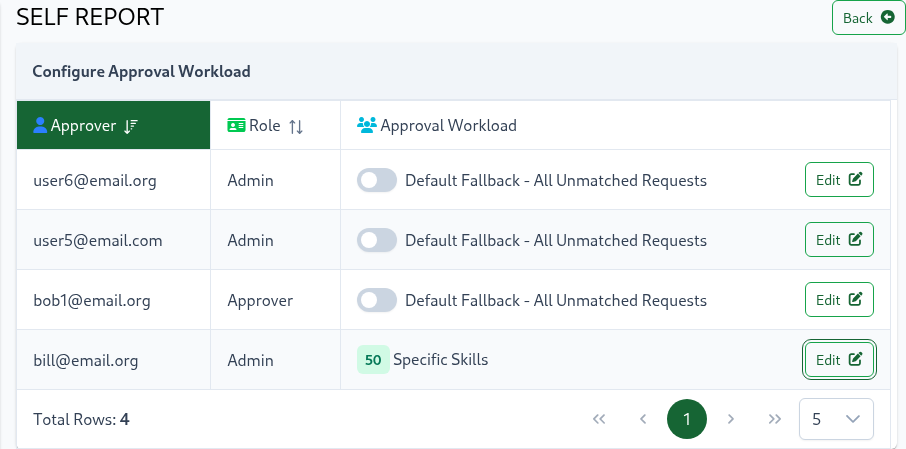 SELF REPORT
Back
Configure Approval Workload
Approver Role Approval Workload
user6@email.org Admin Default Fallback - All Unmatched Requests Edit
user5@email.com Admin Default Fallback - All Unmatched Requests Edit
bob1@email.org Approver Default Fallback - All Unmatched Requests Edit
bill@email.org Admin 50 Specific Skills Edit
Total Rows: 4 1 5